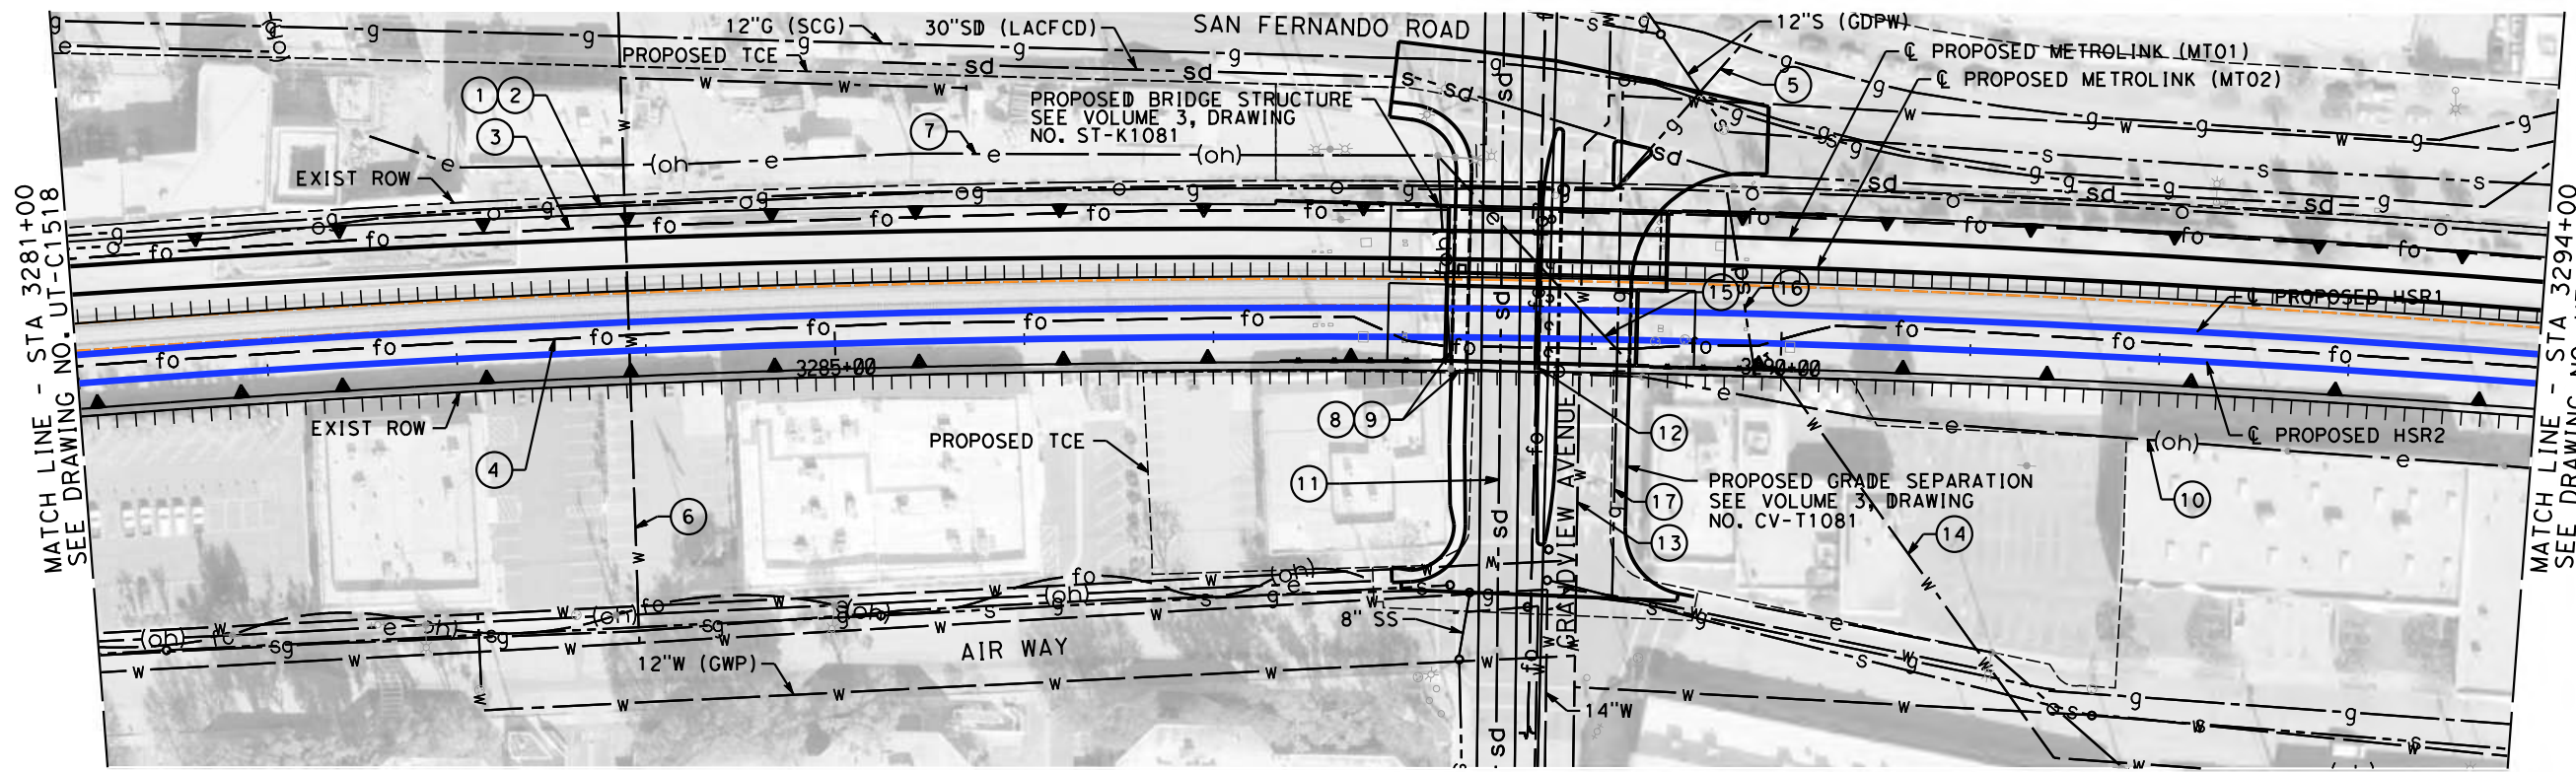 SAN FERNANDO ROAD
12"G (SCG)
30"SD (LACFCD)
12"S (GDPW)
PROPOSED TCE
℄ PROPOSED METROLINK (MT01)
℄ PROPOSED METROLINK (MT02)
1 2
3
5
7
PROPOSED BRIDGE STRUCTURE
SEE VOLUME 3, DRAWING
NO. ST-K1081
EXIST ROW
MATCH LINE - STA 3281+00
SEE DRAWING NO. UT-C1518
15
16
℄ PROPOSED HSR1
3285+00
3290+00
EXIST ROW
4
PROPOSED TCE
8 9
12
℄ PROPOSED HSR2
10
11
6
GRANDVIEW AVENUE
PROPOSED GRADE SEPARATION
SEE VOLUME 3, DRAWING
NO. CV-T1081
17
13
14
8" SS
AIR WAY
12"W (GWP)
14"W
MATCH LINE - STA 3294+00
SEE DRAWING